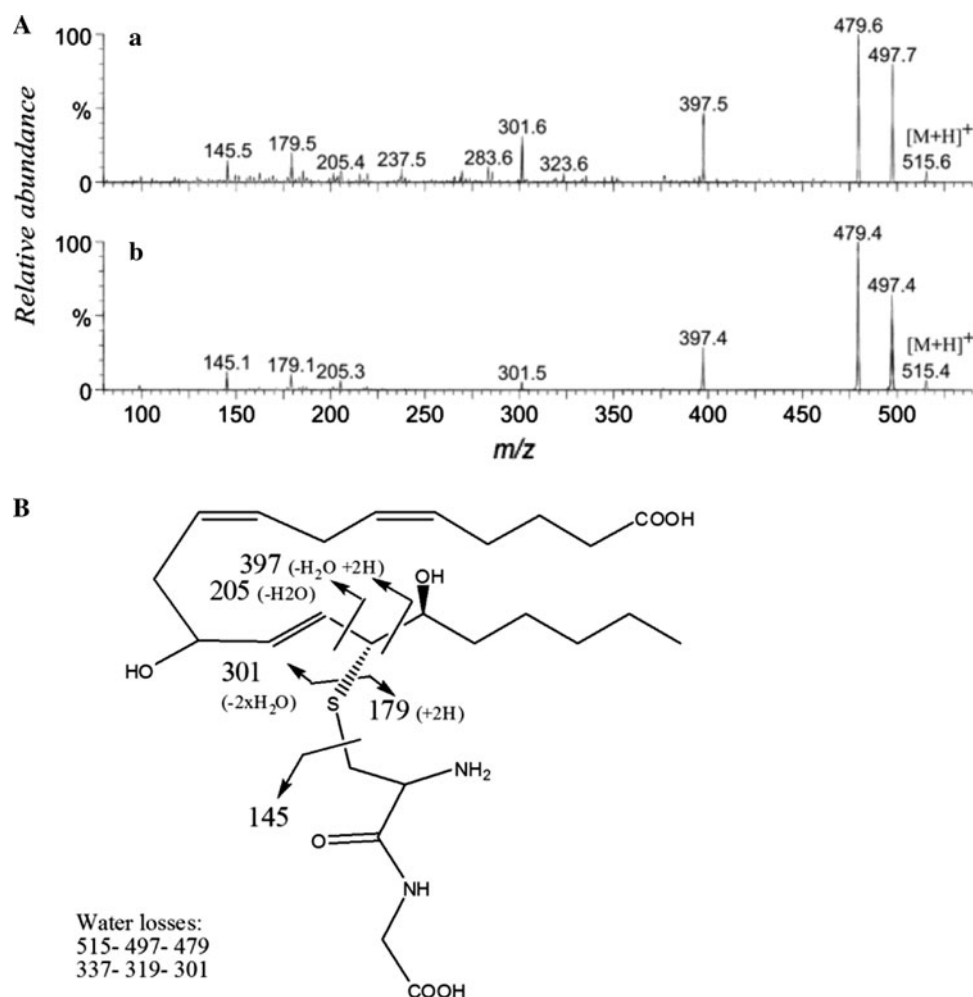 A
a
100
%
0
Relative abundance
145.5
179.5
205.4
237.5
283.6
301.6
323.6
397.5
479.6
497.7
[M+H]+
515.6
b
100
%
0
145.1
179.1
205.3
301.5
397.4
479.4
497.4
[M+H]+
515.4
100 150 200 250 300 350 400 450 500
m/z
B
COOH
397 (-H₂O +2H)
205 (-H2O)
OH
HO
301
(-2xH₂O)
S
179 (+2H)
NH₂
145
O
NH
COOH
Water losses:
515- 497- 479
337- 319- 301